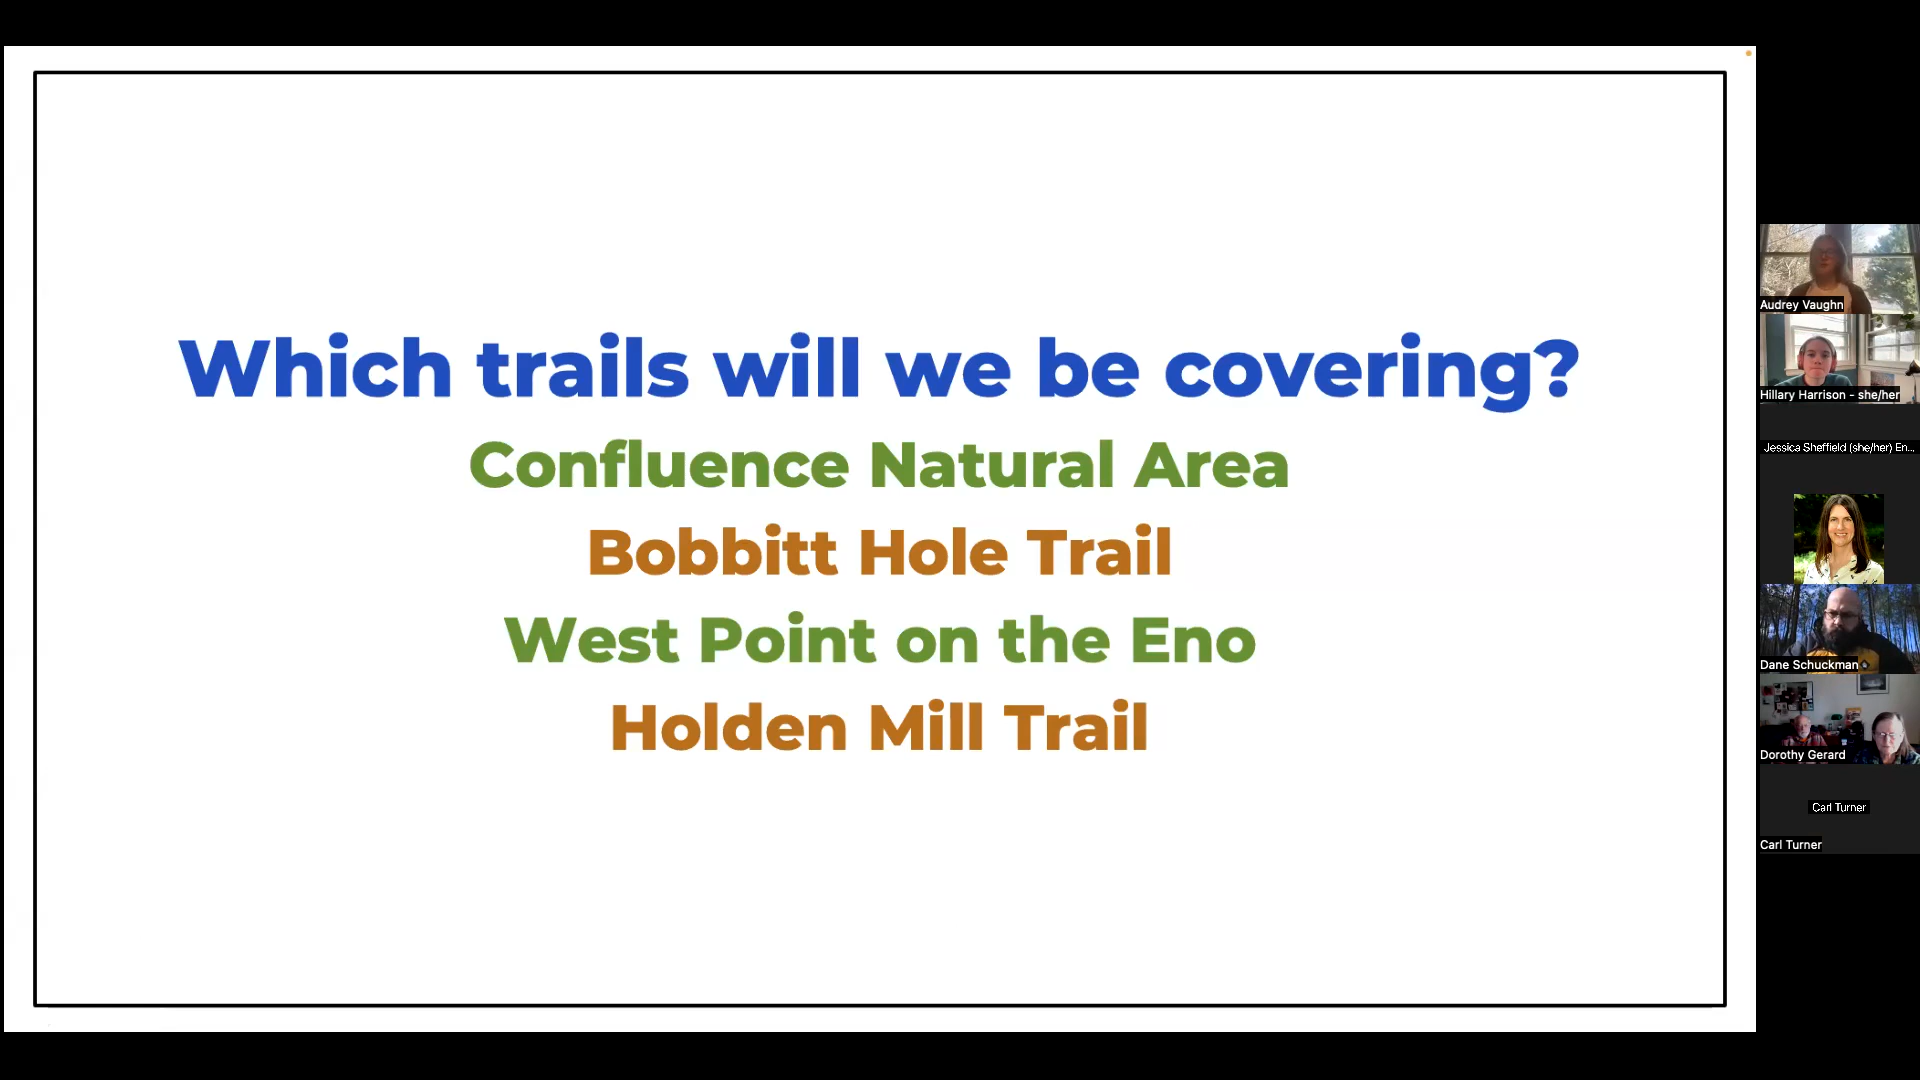 Which trails will we be covering?
Confluence Natural Area
Bobbitt Hole Trail
West Point on the Eno
Holden Mill Trail
Audrey Vaughn
Hillary Harrison - she/her
Jessica Sheffield (she/her) En...
Dane Schuckman
Dorothy Gerard
Carl Turner
Carl Turner